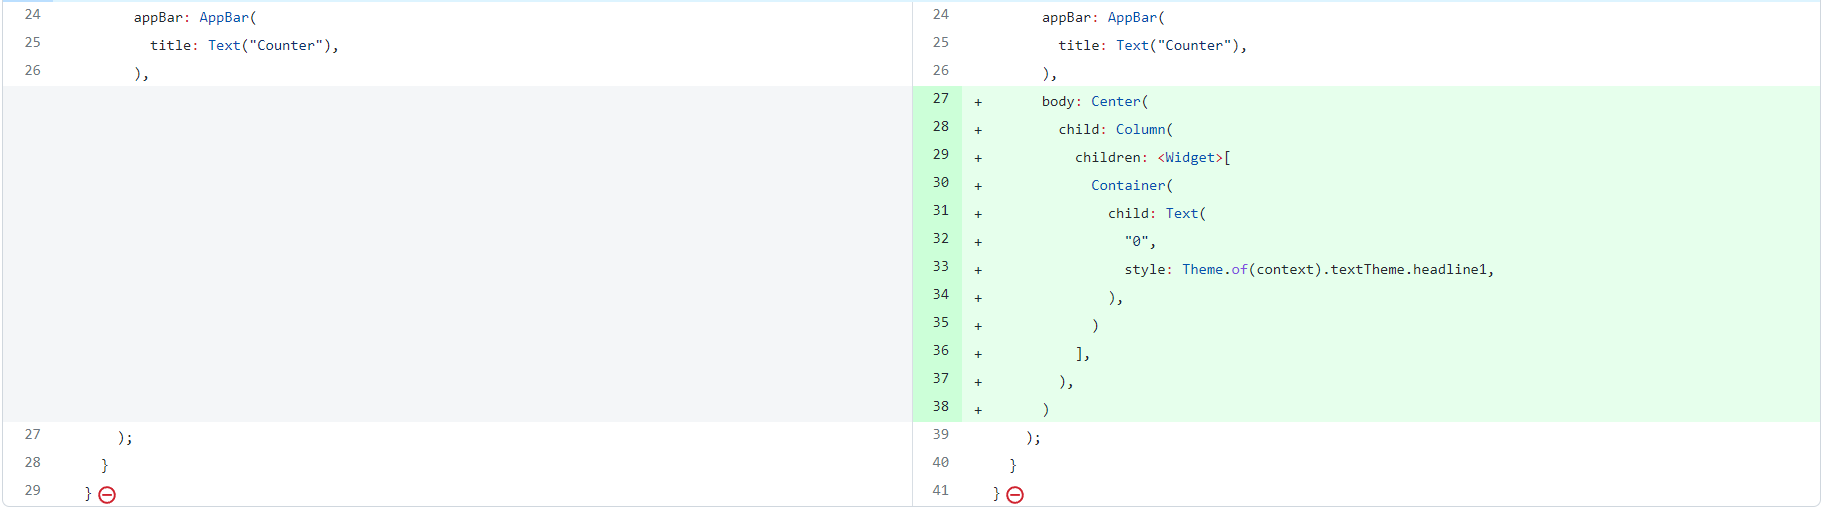 24 appBar: AppBar(
25 title: Text("Counter"),
26 ),
27 );
28 }
29 }
24 appBar: AppBar(
25 title: Text("Counter"),
26 ),
27 + body: Center(
28 + child: Column(
29 + children: <Widget>[
30 + Container(
31 + child: Text(
32 + "0",
33 + style: Theme.of(context).textTheme.headline1,
34 + ),
35 + )
36 + ],
37 + ),
38 + )
39 );
40 }
41 }